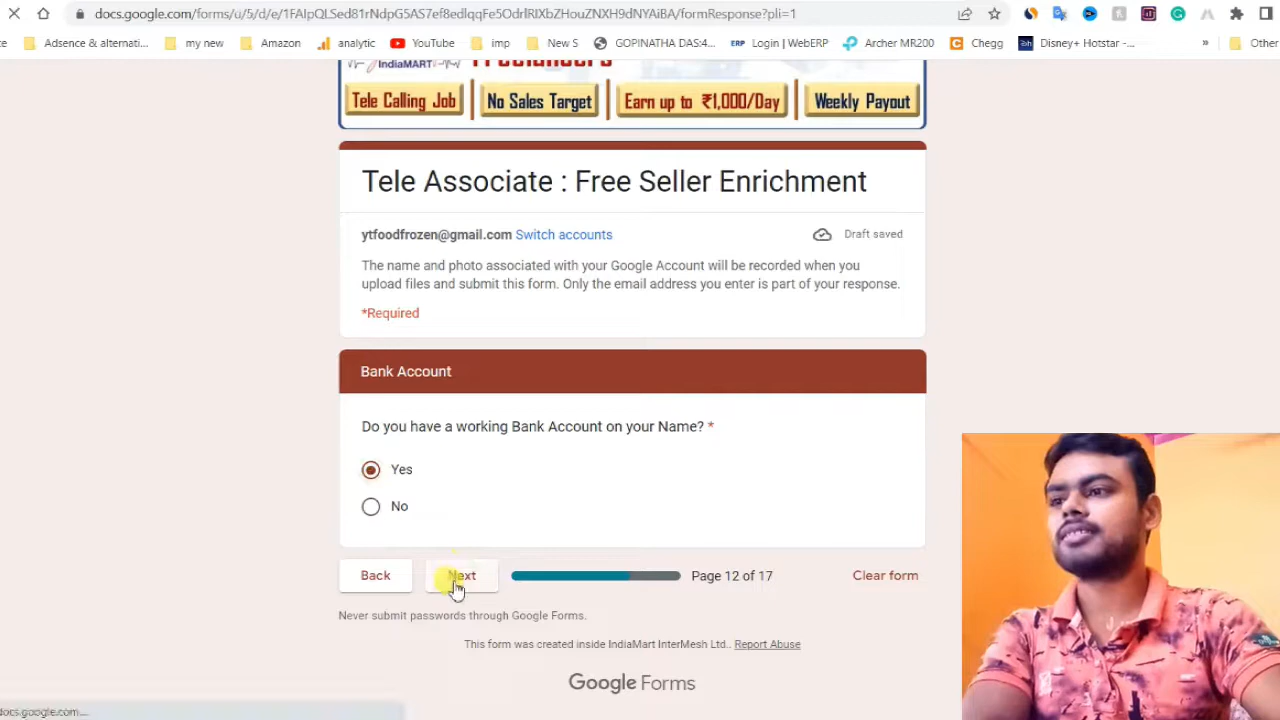 docs.google.com/forms/u/5/d/e/1FAIpQLSed81rNdpG5AS7ef8edlqqFe5OdrlRIXbZHouZNXH9dNYAiBA/formResponse?pli=1
Adsence & alternati...
my new
Amazon
analytic
YouTube
imp
New S
GOPINATHA DAS:4...
ERP Login | WebERP
Archer MR200
Chegg
Disney+ Hotstar -...
»
Other
IndiaMART Freelancers
Tele Calling Job
No Sales Target
Earn up to ₹1,000/Day
Weekly Payout
Tele Associate : Free Seller Enrichment
ytfoodfrozen@gmail.com Switch accounts
Draft saved
The name and photo associated with your Google Account will be recorded when you
upload files and submit this form. Only the email address you enter is part of your response.
*Required
Bank Account
Do you have a working Bank Account on your Name? *
Yes
No
Back
Next
Page 12 of 17
Clear form
Never submit passwords through Google Forms.
This form was created inside IndiaMart InterMesh Ltd.. Report Abuse
Google Forms
docs.google.com...